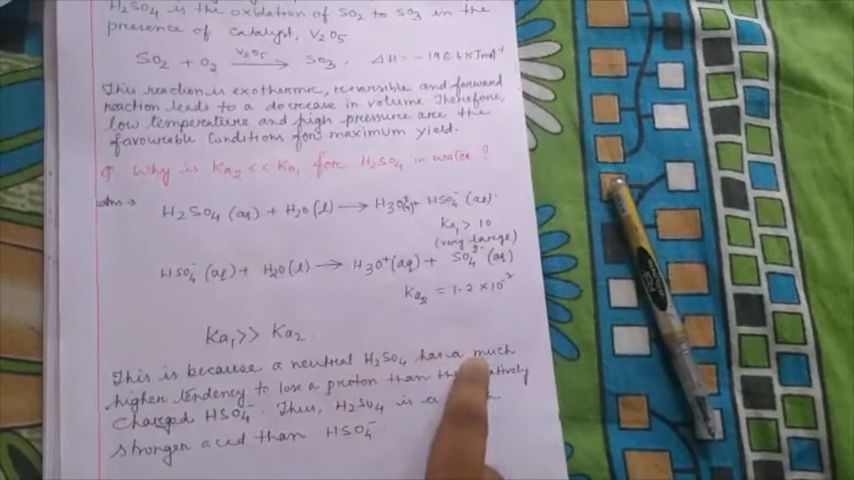 H₂SO₄ is the oxidation of SO₂ to SO₃ in the
presence of catalyst, V₂O₅
SO₂ + O₂ V₂O₅ ⟶ SO₃, ΔH = −196.6 kJmol⁻¹
This reaction is exothermic, reversible and forward
reaction leads to a decrease in volume. Therefore,
low temperature and high pressure are the
favourable conditions for maximum yield.
Q. Why is Ka₂ << Ka₁ for H₂SO₄ in water?
Ans →
H₂SO₄ (aq) + H₂O (l) ⟶ H₃O⁺(aq) + HSO₄⁻ (aq).
Ka₁ > 10
(very large)
HSO₄⁻ (aq) + H₂O (l) ⟶ H₃O⁺ (aq) + SO₄²⁻ (aq)
Ka₂ = 1.2 × 10⁻²
Ka₁ >> Ka₂.
This is because a neutral H₂SO₄ has a much
higher tendency to lose a proton than the
charged HSO₄⁻. Thus, H₂SO₄ is a
stronger acid than HSO₄⁻